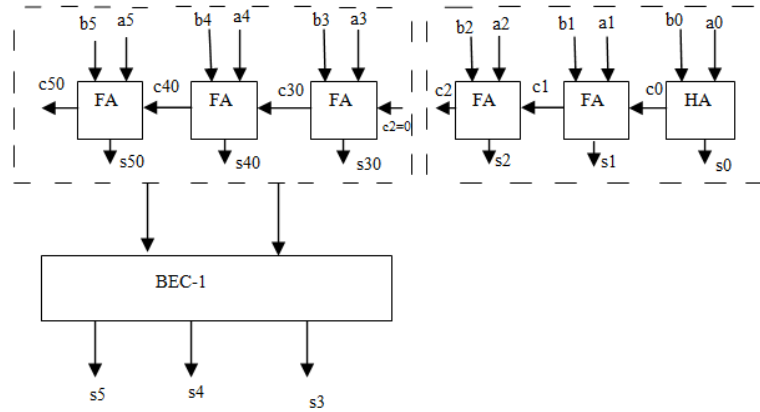 b5 a5 b4 a4 b3 a3 b2 a2 b1 a1 b0 a0
c50 FA c40 FA c30 FA c2=0 c2 FA c1 FA c0 HA
s50 s40 s30 s2 s1 s0
BEC-1
s5 s4 s3